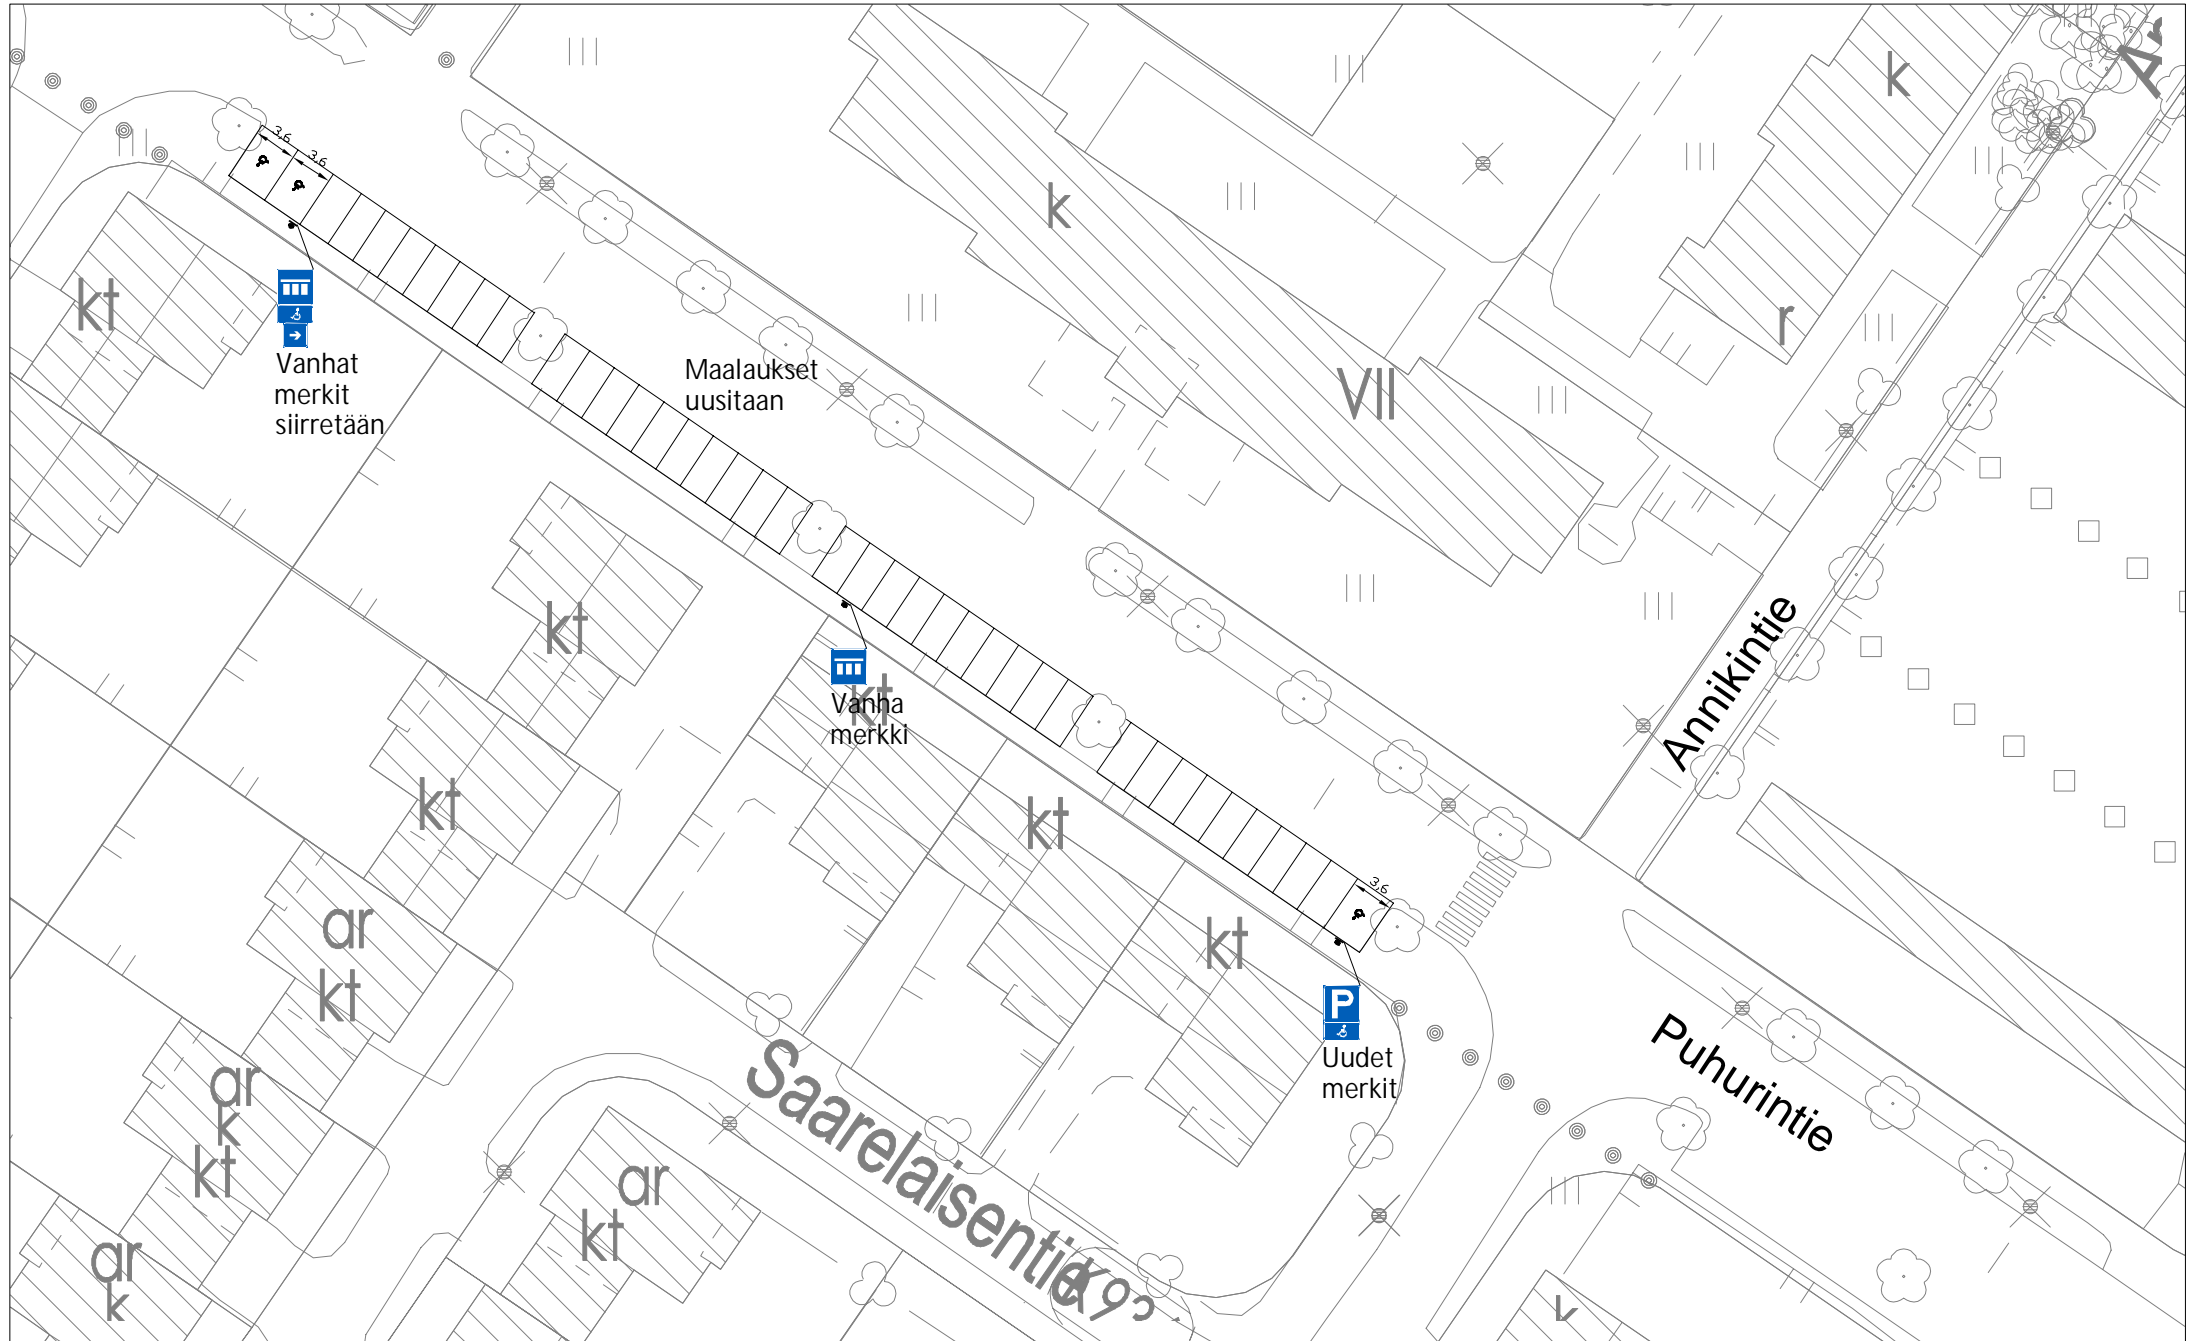 3,6
3,6
k
k
kt
Vanhat
merkit
siirretään
Maalaukset
uusitaan
VII
r
kt
Vanha
merkki
kt
kt
kt
kt
Annikintie
3,6
P
Uudet
merkit
Puhurintie
Saarelaisentie
ar
kt
ar
k
kt
ar
kt
ar
k